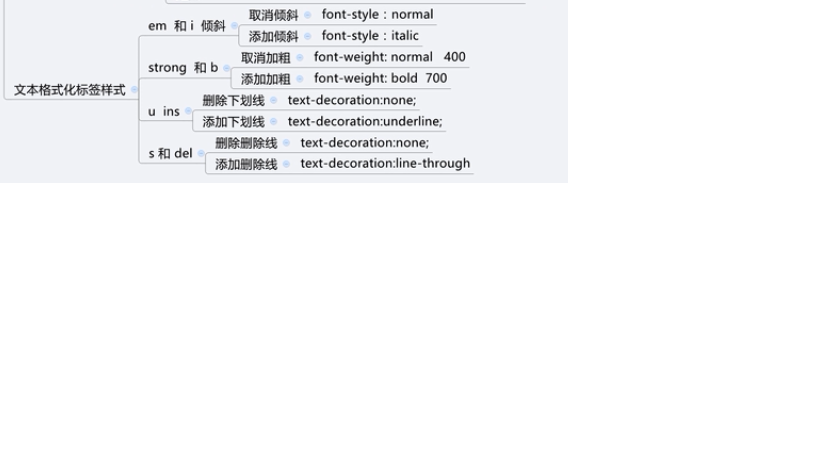 em 和 i 倾斜
取消倾斜 font-style：normal
添加倾斜 font-style：italic
strong 和 b
取消加粗 font-weight: normal 400
添加加粗 font-weight: bold 700
文本格式化标签样式
u ins
删除下划线 text-decoration:none;
添加下划线 text-decoration:underline;
s 和 del
删除删除线 text-decoration:none;
添加删除线 text-decoration:line-through